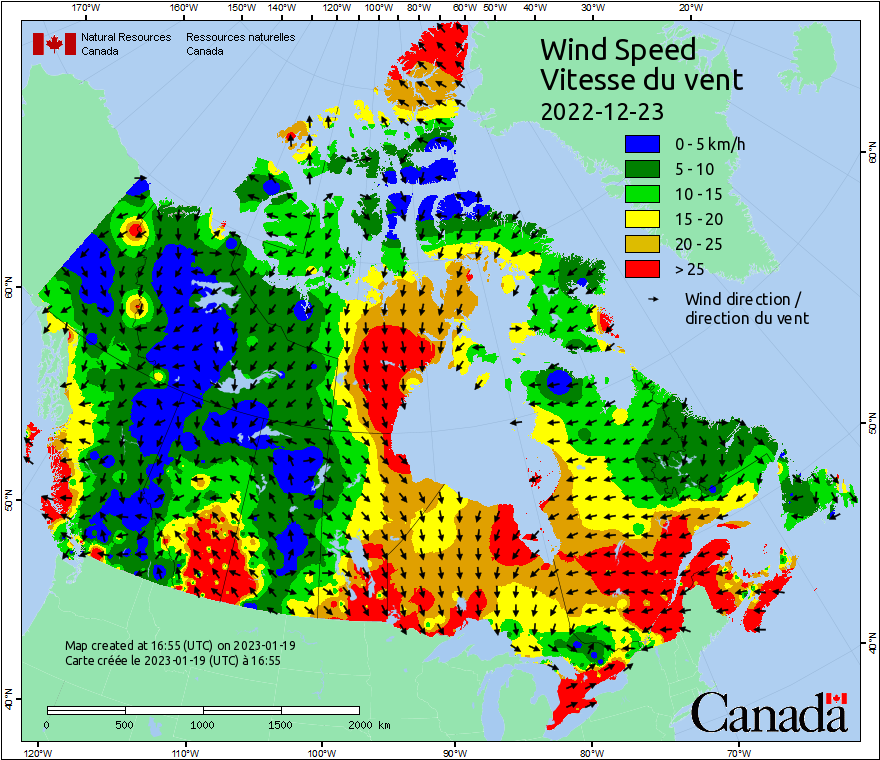 170°W 160°W 150°W 140°W 130°W 120°W 110°W 100°W 80°W 60°W 50°W 40°W 30°W 20°W
Natural Resources Canada
Ressources naturelles Canada
Wind Speed
Vitesse du vent
2022-12-23
0 - 5 km/h
5 - 10
10 - 15
15 - 20
20 - 25
> 25
Wind direction /
direction du vent
60°N
50°N
40°N
60°N
50°N
40°N
Map created at 16:55 (UTC) on 2023-01-19
Carte créée le 2023-01-19 (UTC) à 16:55
0 500 1000 1500 2000 km
Canada
120°W 110°W 100°W 90°W 80°W 70°W